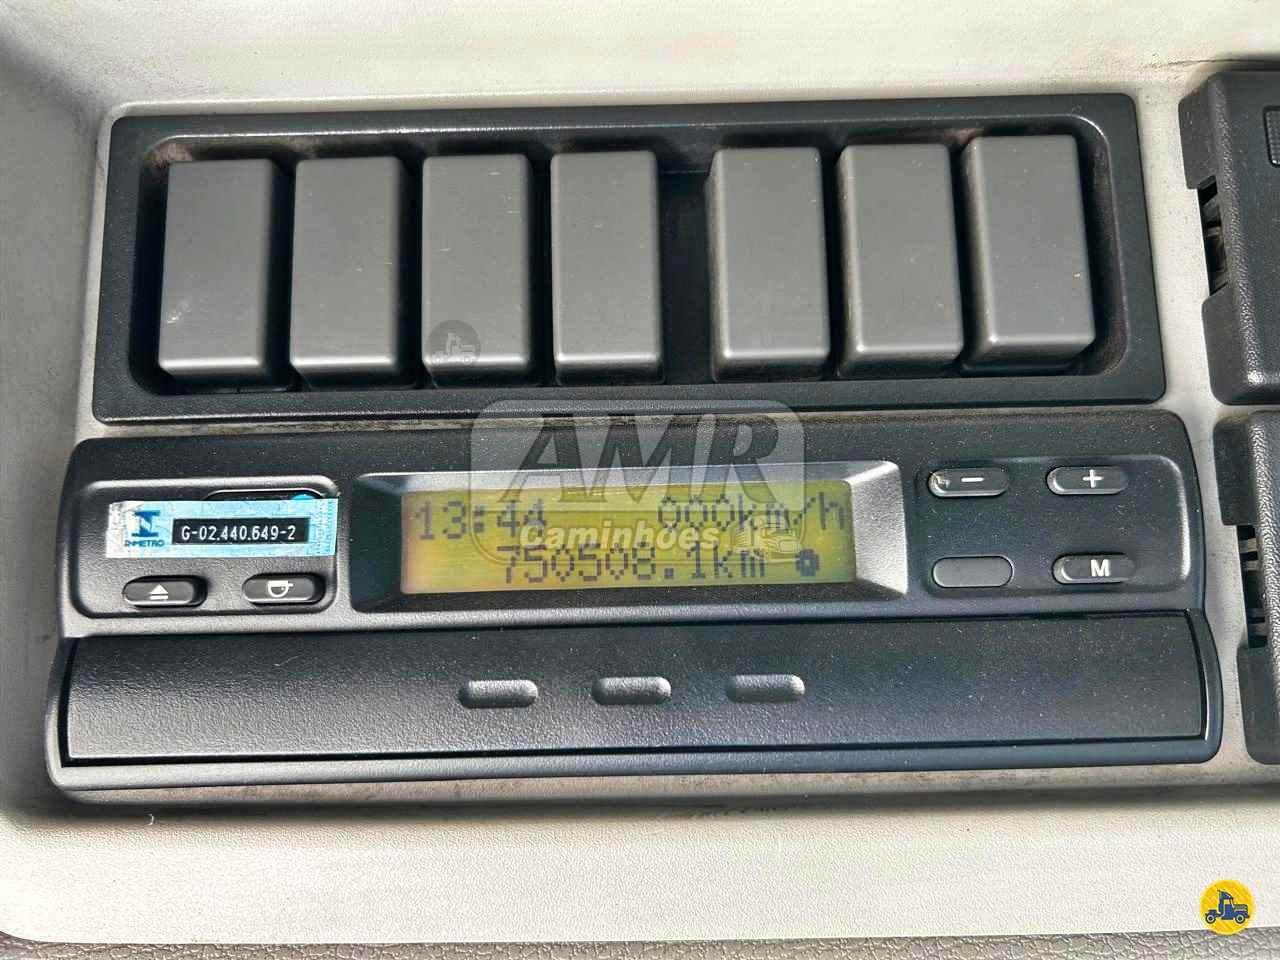 AMR
Caminhões
13:44 000km/h
750508.1km
INMETRO
G-02.440.649-2
- +
M